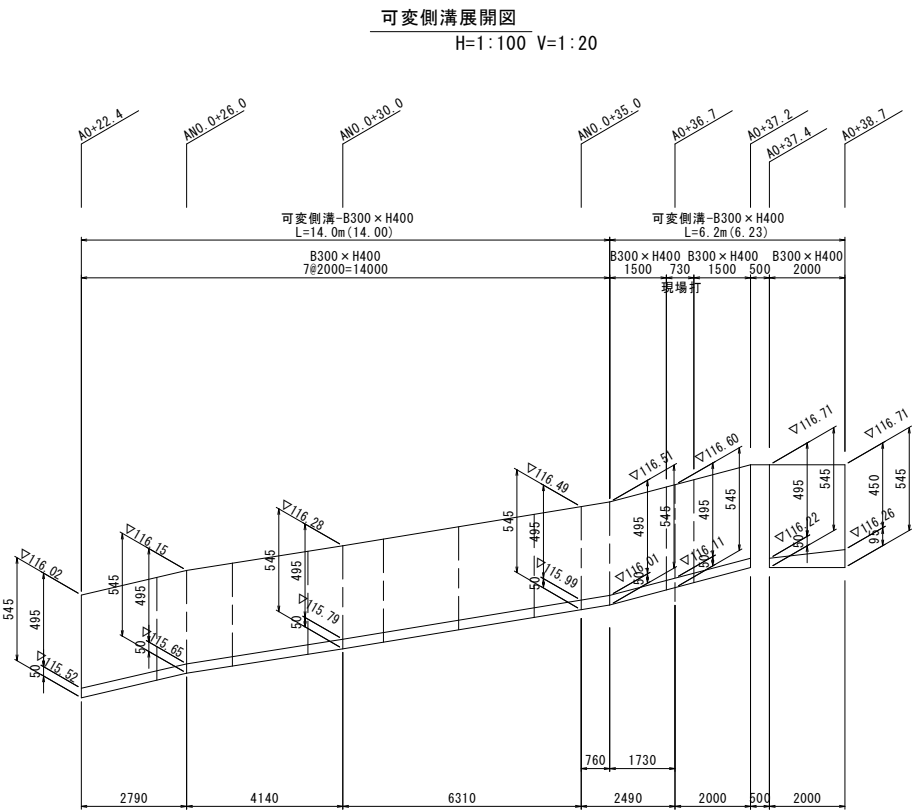 可変側溝展開図
H=1:100 V=1:20
A0+22.4
AN0.0+26.0
AN0.0+30.0
AN0.0+35.0
A0+36.7
A0+37.2
A0+37.4
A0+38.7
可変側溝-B300×H400
L=14.0m(14.00)
可変側溝-B300×H400
L=6.2m(6.23)
B300×H400
7@2000=14000
B300×H400
1500
730
現場打
B300×H400
1500
500
B300×H400
2000
▽116.02
545
495
50
▽115.52
▽116.15
545
495
50
▽115.65
▽116.28
545
495
50
▽115.79
▽116.49
545
495
50
▽115.99
▽116.51
545
495
50
▽116.01
▽116.60
545
495
50
▽116.11
▽116.71
545
495
50
▽116.22
▽116.71
545
450
95
▽116.26
760
1730
2790
4140
6310
2490
2000
500
2000